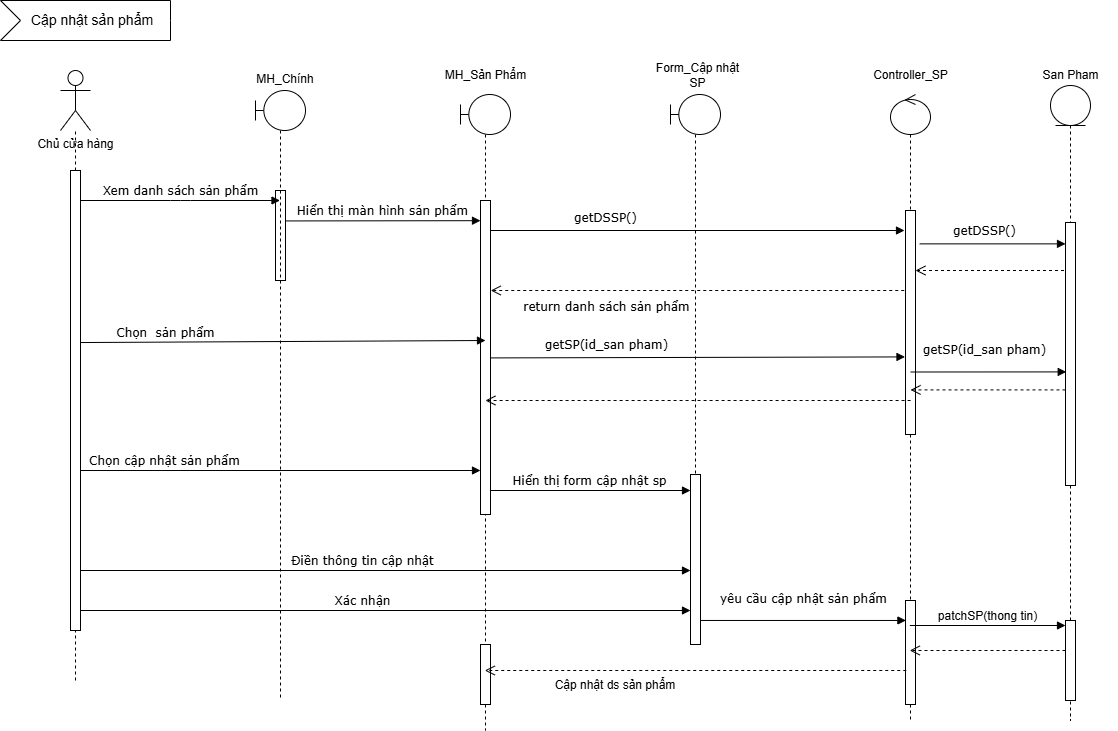 Cập nhật sản phẩm
MH_Chính
MH_Sản Phẩm
Form_Cập nhật
SP
Controller_SP
San Pham
Chủ cửa hàng
Xem danh sách sản phẩm
Hiển thị màn hình sản phẩm
getDSSP()
getDSSP()
return danh sách sản phẩm
Chọn  sản phẩm
getSP(id_san pham)
getSP(id_san pham)
Chọn cập nhật sản phẩm
Hiển thị form cập nhật sp
Điền thông tin cập nhật
Xác nhận
yêu cầu cập nhật sản phẩm
patchSP(thong tin)
Cập nhật ds sản phẩm